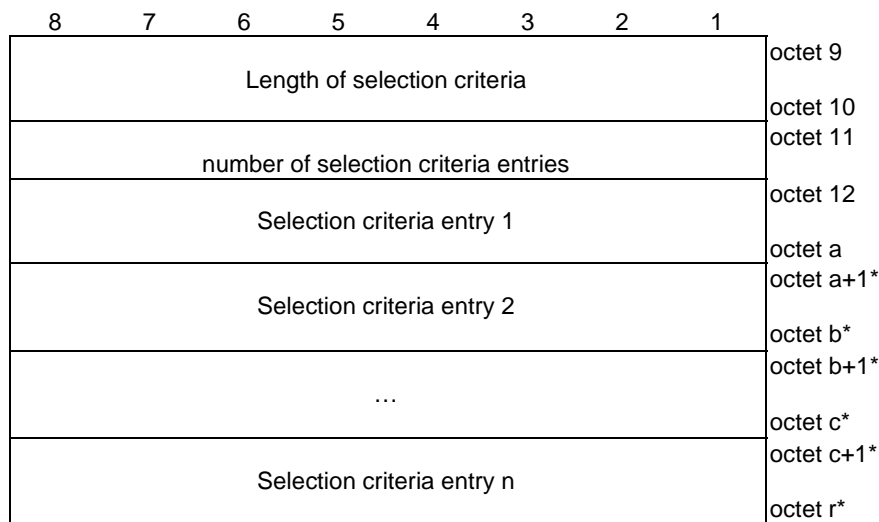 8 7 6 5 4 3 2 1
octet 9
Length of selection criteria
octet 10
octet 11
number of selection criteria entries
octet 12
Selection criteria entry 1
octet a
octet a+1*
Selection criteria entry 2
octet b*
octet b+1*
…
octet c*
octet c+1*
Selection criteria entry n
octet r*